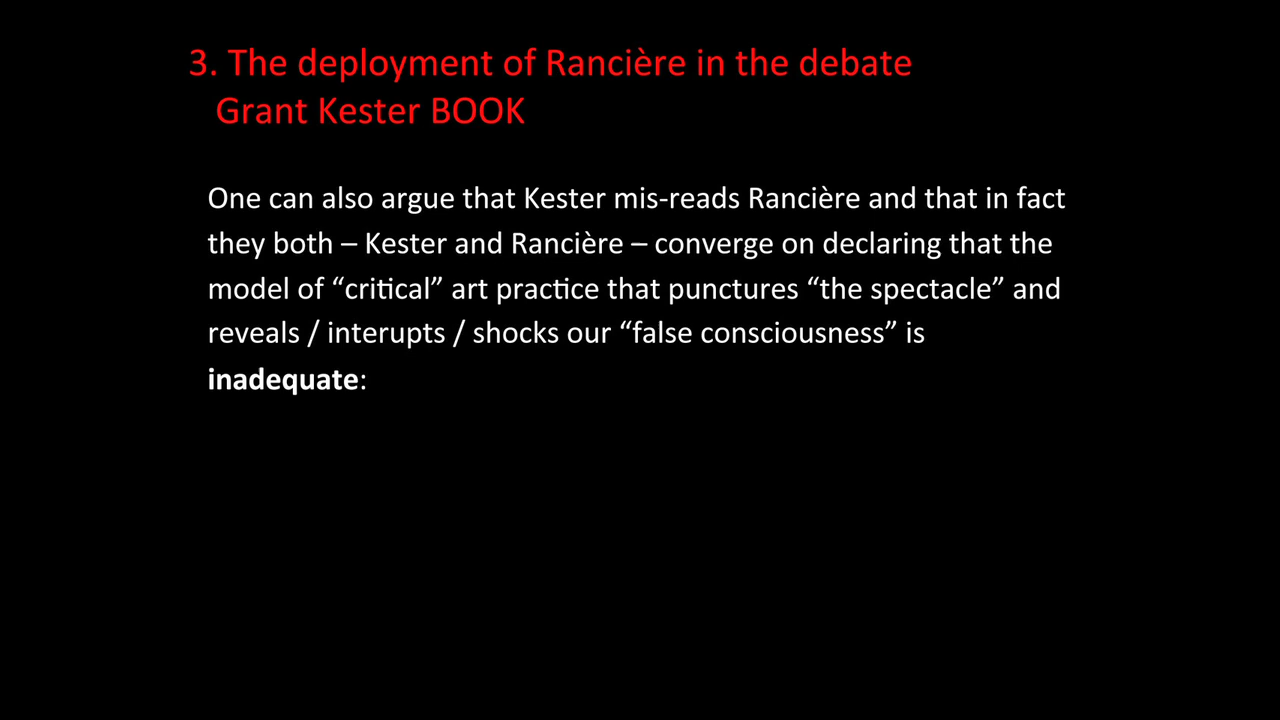 3. The deployment of Rancière in the debate
Grant Kester BOOK
One can also argue that Kester mis-reads Rancière and that in fact
they both – Kester and Rancière – converge on declaring that the
model of “critical” art practice that punctures “the spectacle” and
reveals / interupts / shocks our “false consciousness” is
inadequate: